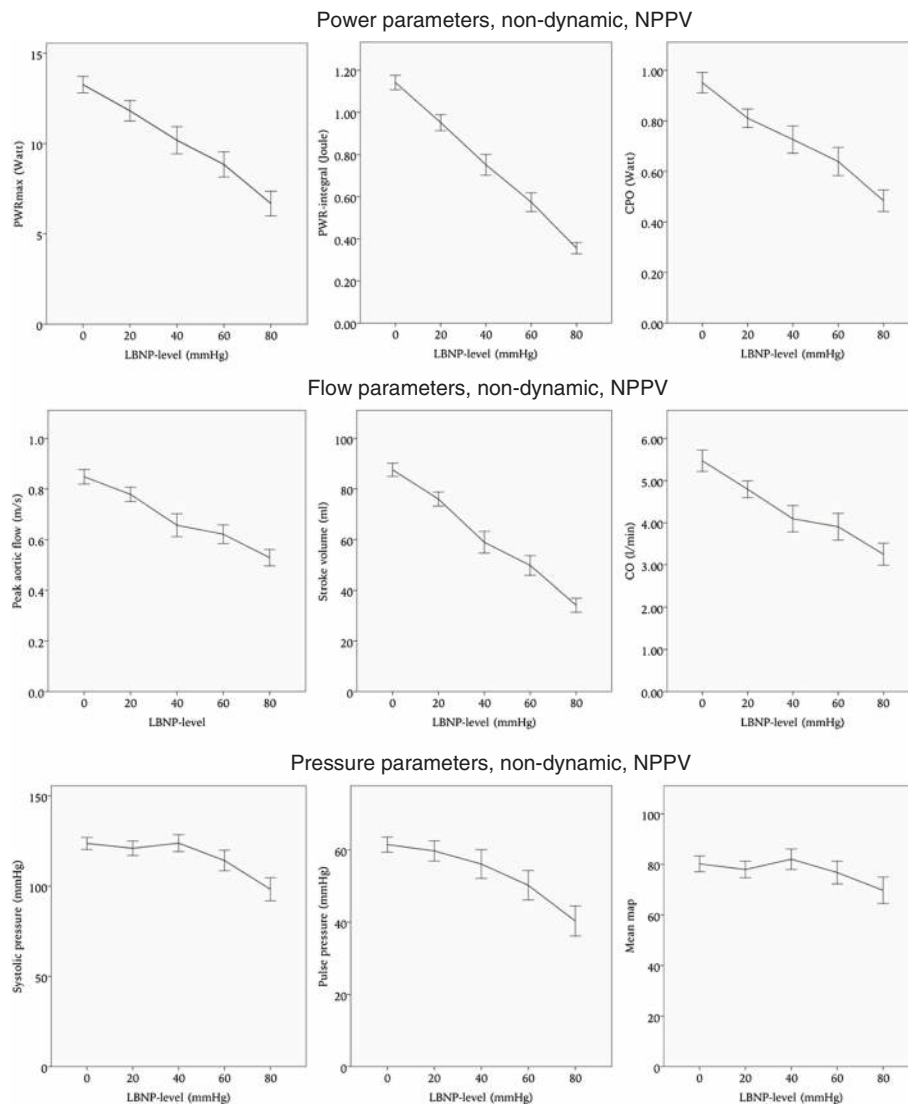 Power parameters, non-dynamic, NPPV
PWRmax (Watt)
15
10
5
0
0 20 40 60 80
LBNP-level (mmHg)
PWR-integral (Joule)
1.20
1.00
0.80
0.60
0.40
0.20
0.00
0 20 40 60 80
LBNP-level (mmHg)
CPO (Watt)
1.00
0.80
0.60
0.40
0.20
0.00
0 20 40 60 80
LBNP-level (mmHg)
Flow parameters, non-dynamic, NPPV
Peak aortic flow (m/s)
1.0
0.8
0.6
0.4
0.2
0.0
0 20 40 60 80
LBNP-level
Stroke volume (ml)
100
80
60
40
20
0
0 20 40 60 80
LBNP-level (mmHg)
CO (l/min)
6.00
5.00
4.00
3.00
2.00
1.00
0.00
0 20 40 60 80
LBNP-level (mmHg)
Pressure parameters, non-dynamic, NPPV
Systolic pressure (mmHg)
150
100
50
0
0 20 40 60 80
LBNP-level (mmHg)
Pulse pressure (mmHg)
60
40
20
0
0 20 40 60 80
LBNP-level (mmHg)
Mean map
100
80
60
40
20
0
0 20 40 60 80
LBNP-level (mmHg)